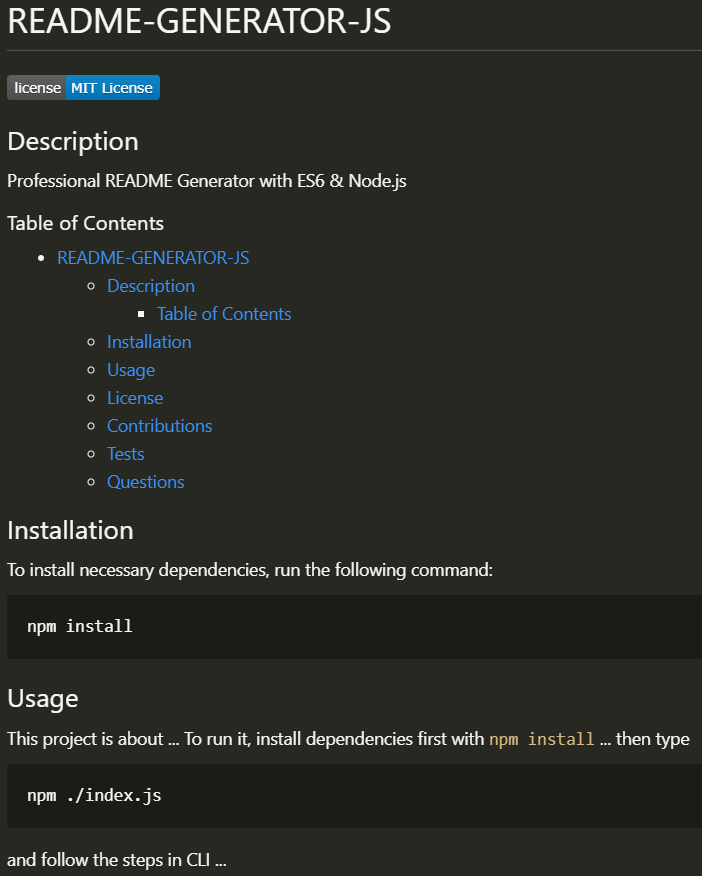 README-GENERATOR-JS
license MIT License
Description
Professional README Generator with ES6 & Node.js
Table of Contents
README-GENERATOR-JS
Description
Table of Contents
Installation
Usage
License
Contributions
Tests
Questions
Installation
To install necessary dependencies, run the following command:
npm install
Usage
This project is about ... To run it, install dependencies first with npm install ... then type
npm ./index.js
and follow the steps in CLI ...